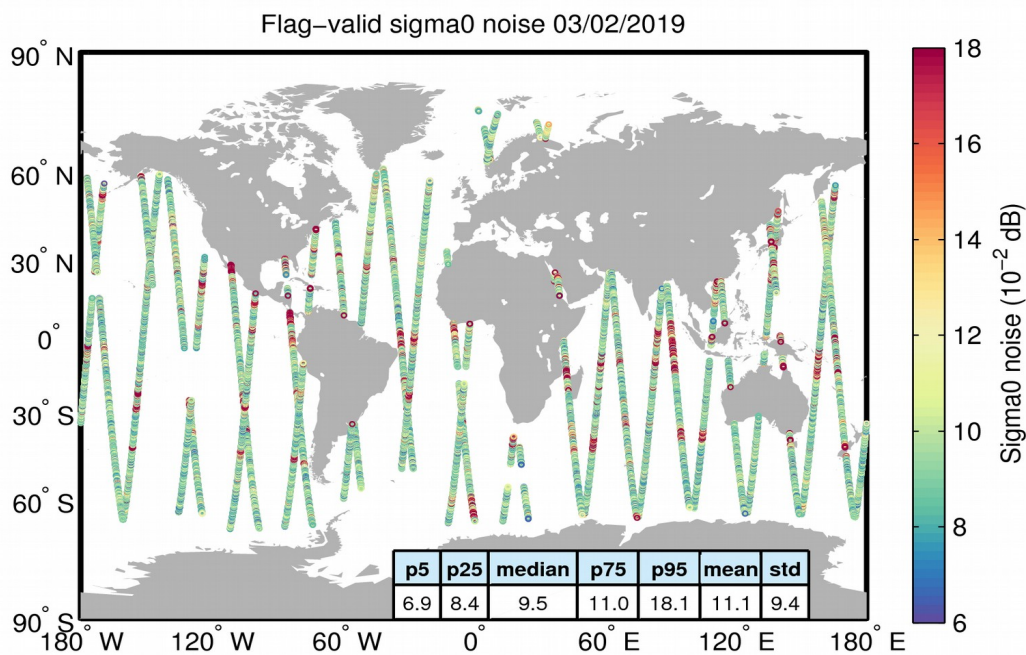 Flag−valid sigma0 noise 03/02/2019
90° N
60° N
30° N
0°
30° S
60° S
90° S
180° W
120° W
60° W
0°
60° E
120° E
180° E
p5 p25 median p75 p95 mean std
6.9 8.4 9.5 11.0 18.1 11.1 9.4
18
16
14
12
10
8
6
Sigma0 noise (10⁻² dB)